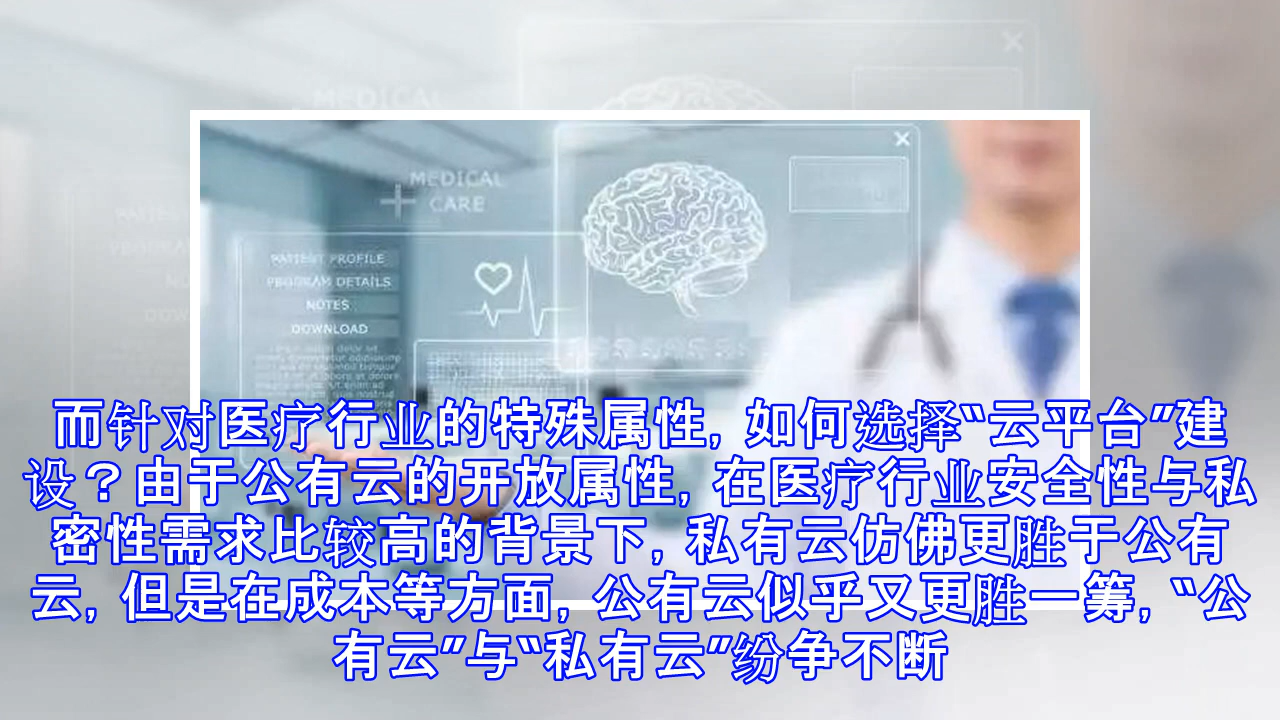 MEDICAL
MEDICAL
CARE
PATIENT PROFILE
PROGRAM DETAILS
NOTES
DOWNLOAD
而针对医疗行业的特殊属性, 如何选择“云平台”建
设？由于公有云的开放属性, 在医疗行业安全性与私
密性需求比较高的背景下, 私有云仿佛更胜于公有
云, 但是在成本等方面, 公有云似乎又更胜一筹, “公
有云”与“私有云”纷争不断